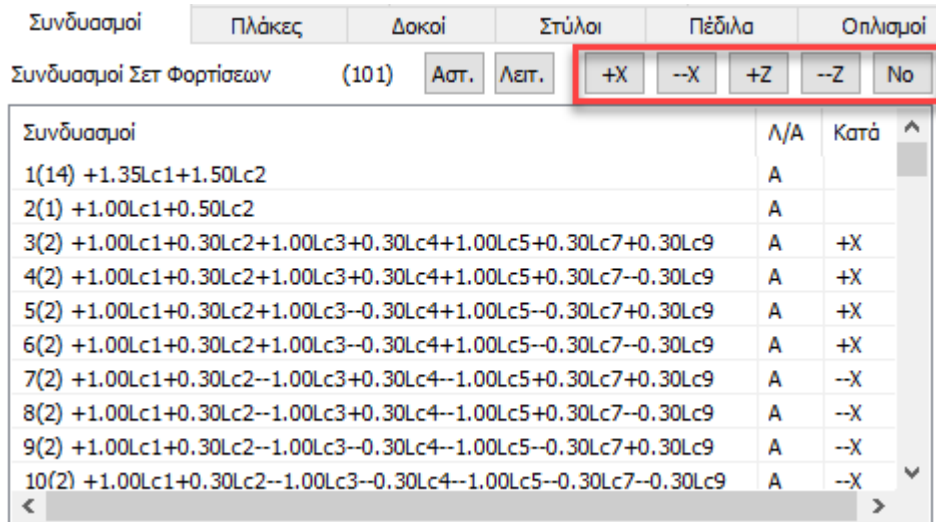 Συνδυασμοί Πλάκες Δοκοί Στύλοι Πέδιλα Οπλισμοί
Συνδυασμοί Σετ Φορτίσεων (101) Αστ. Λειτ. +X --X +Z --Z No
Συνδυασμοί Λ/Α Κατά
1(14) +1.35Lc1+1.50Lc2 Α
2(1) +1.00Lc1+0.50Lc2 Α
3(2) +1.00Lc1+0.30Lc2+1.00Lc3+0.30Lc4+1.00Lc5+0.30Lc7+0.30Lc9 Α +X
4(2) +1.00Lc1+0.30Lc2+1.00Lc3+0.30Lc4+1.00Lc5+0.30Lc7--0.30Lc9 Α +X
5(2) +1.00Lc1+0.30Lc2+1.00Lc3--0.30Lc4+1.00Lc5--0.30Lc7+0.30Lc9 Α +X
6(2) +1.00Lc1+0.30Lc2+1.00Lc3--0.30Lc4+1.00Lc5--0.30Lc7--0.30Lc9 Α +X
7(2) +1.00Lc1+0.30Lc2--1.00Lc3+0.30Lc4--1.00Lc5+0.30Lc7+0.30Lc9 Α --X
8(2) +1.00Lc1+0.30Lc2--1.00Lc3+0.30Lc4--1.00Lc5+0.30Lc7--0.30Lc9 Α --X
9(2) +1.00Lc1+0.30Lc2--1.00Lc3--0.30Lc4--1.00Lc5--0.30Lc7+0.30Lc9 Α --X
10(2) +1.00Lc1+0.30Lc2--1.00Lc3--0.30Lc4--1.00Lc5--0.30Lc7--0.30Lc9 Α --X